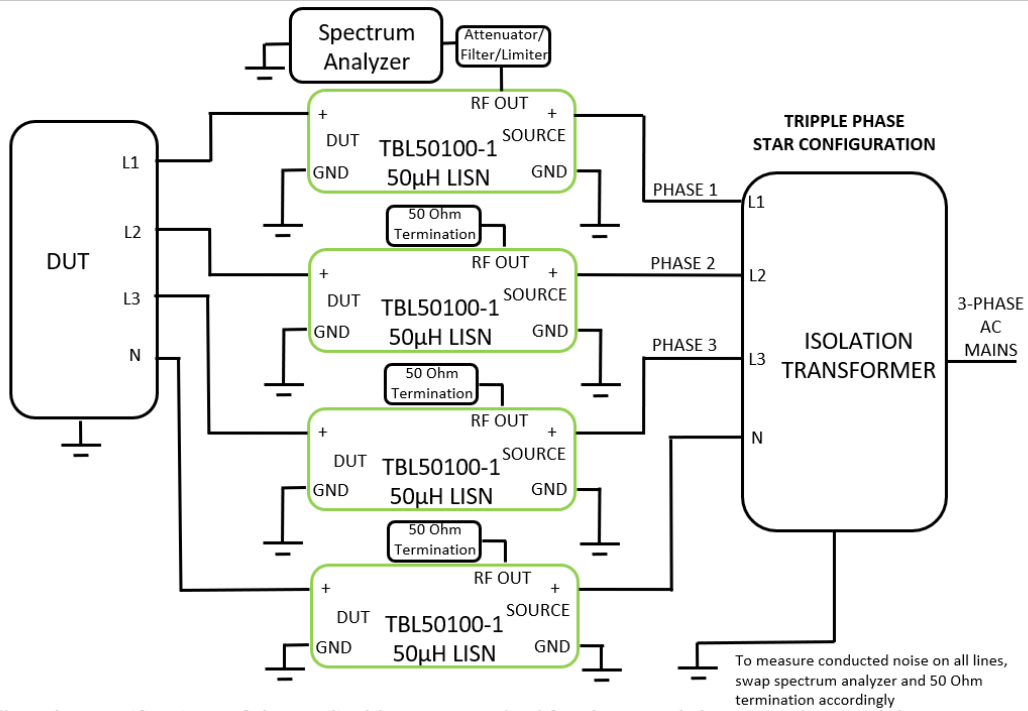 Spectrum
Analyzer
Attenuator/
Filter/Limiter
RF OUT
+
+
DUT
SOURCE
TBL50100-1
50µH LISN
GND
GND
TRIPPLE PHASE
STAR CONFIGURATION
L1
PHASE 1
L1
50 Ohm
Termination
RF OUT
L2
+
+
PHASE 2
L2
DUT
SOURCE
TBL50100-1
50µH LISN
GND
GND
DUT
L3
3-PHASE
AC
MAINS
ISOLATION
TRANSFORMER
PHASE 3
L3
N
50 Ohm
Termination
RF OUT
+
+
N
DUT
SOURCE
TBL50100-1
50µH LISN
GND
GND
50 Ohm
Termination
RF OUT
+
+
DUT
SOURCE
TBL50100-1
50µH LISN
GND
GND
To measure conducted noise on all lines,
swap spectrum analyzer and 50 Ohm
termination accordingly